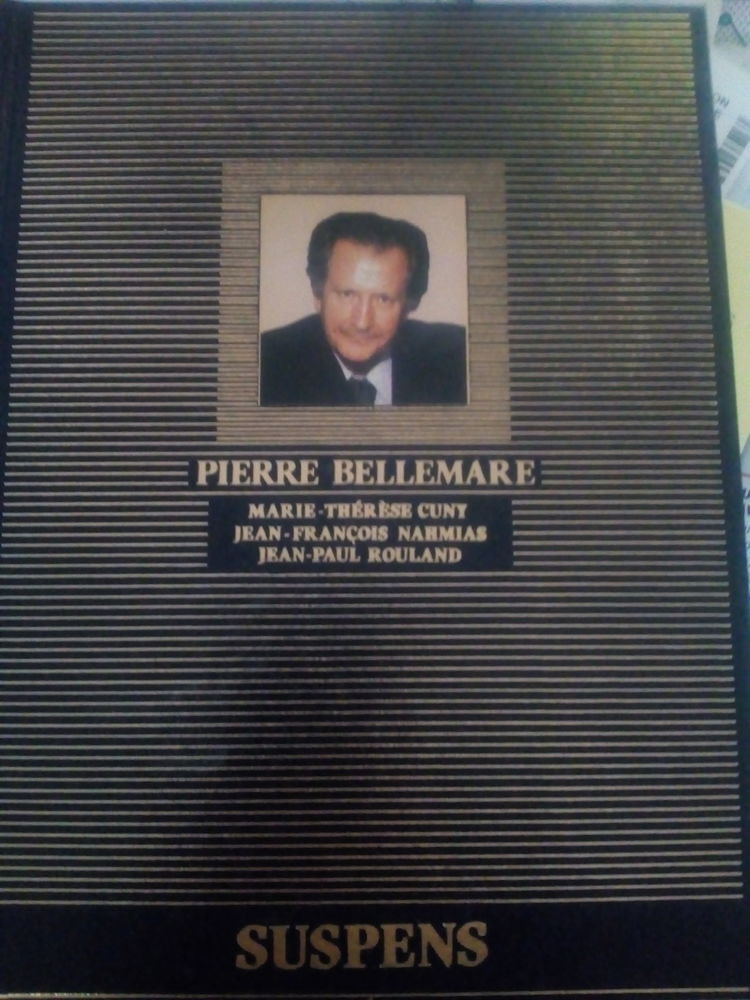 PIERRE BELLEMARE
MARIE-THÉRÈSE CUNY
JEAN-FRANÇOIS NAHMIAS
JEAN-PAUL ROULAND
SUSPENS